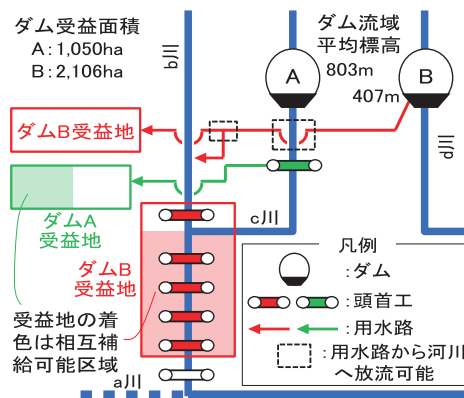 ダム受益面積
A:1,050ha
B:2,106ha
b川
ダム流域
平均標高
803m
407m
A
B
ダムB受益地
d川
ダムA
受益地
c川
ダムB
受益地
受益地の着
色は相互補
給可能区域
a川
凡例
:ダム
:頭首工
:用水路
:用水路から河川
へ放流可能